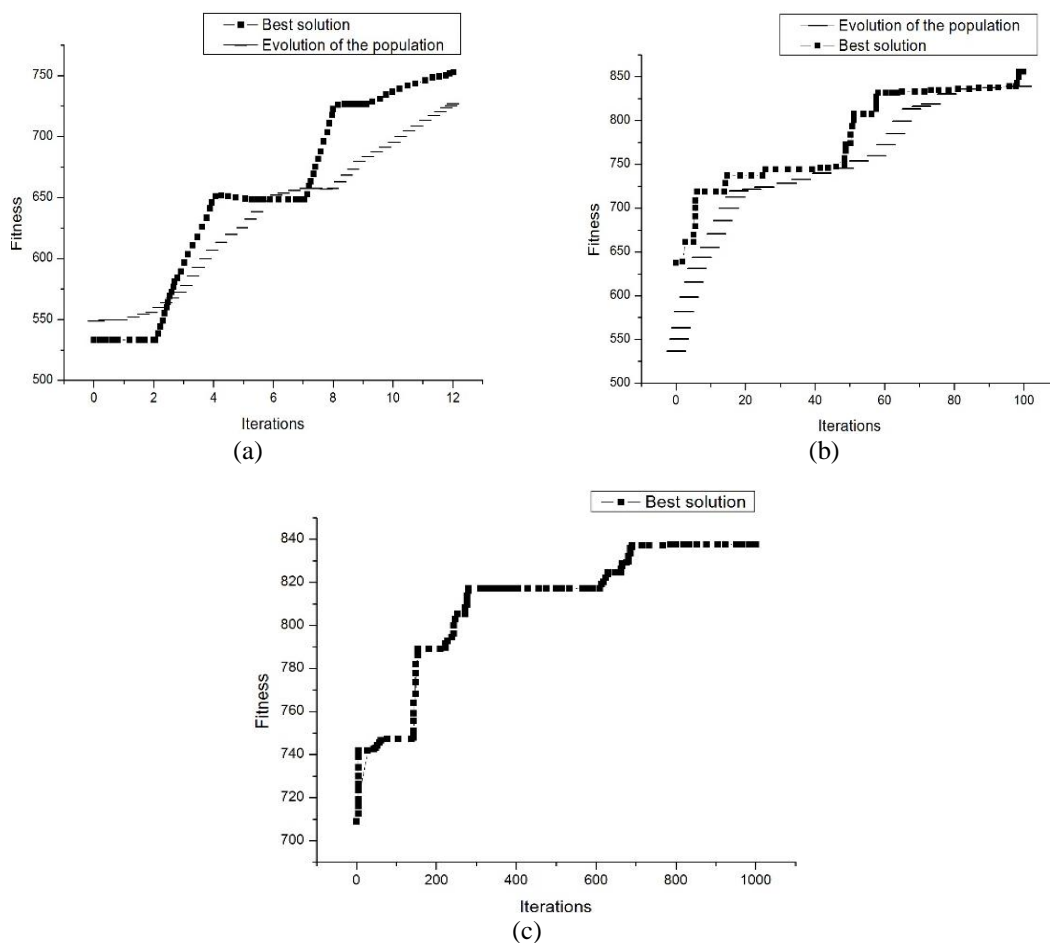 Best solution
Evolution of the population
750
700
650
600
550
500
Fitness
0 2 4 6 8 10 12
Iterations
(a)
Evolution of the population
Best solution
850
800
750
700
650
600
550
500
Fitness
0 20 40 60 80 100
Iterations
(b)
Best solution
840
820
800
780
760
740
720
700
Fitness
0 200 400 600 800 1000
Iterations
(c)